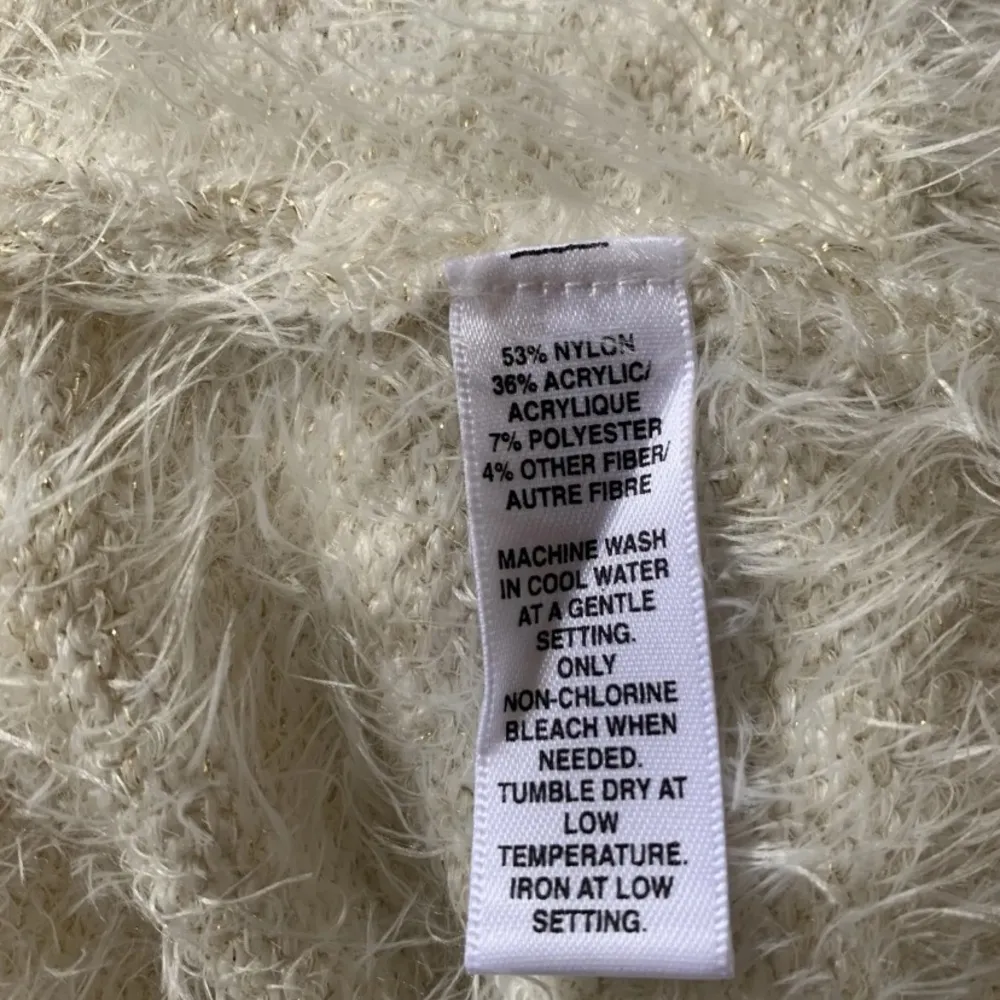 53% NYLON
36% ACRYLIC/
ACRYLIQUE
7% POLYESTER
4% OTHER FIBER/
AUTRE FIBRE
MACHINE WASH
IN COOL WATER
AT A GENTLE
SETTING.
ONLY
NON-CHLORINE
BLEACH WHEN
NEEDED.
TUMBLE DRY AT
LOW
TEMPERATURE.
IRON AT LOW
SETTING.